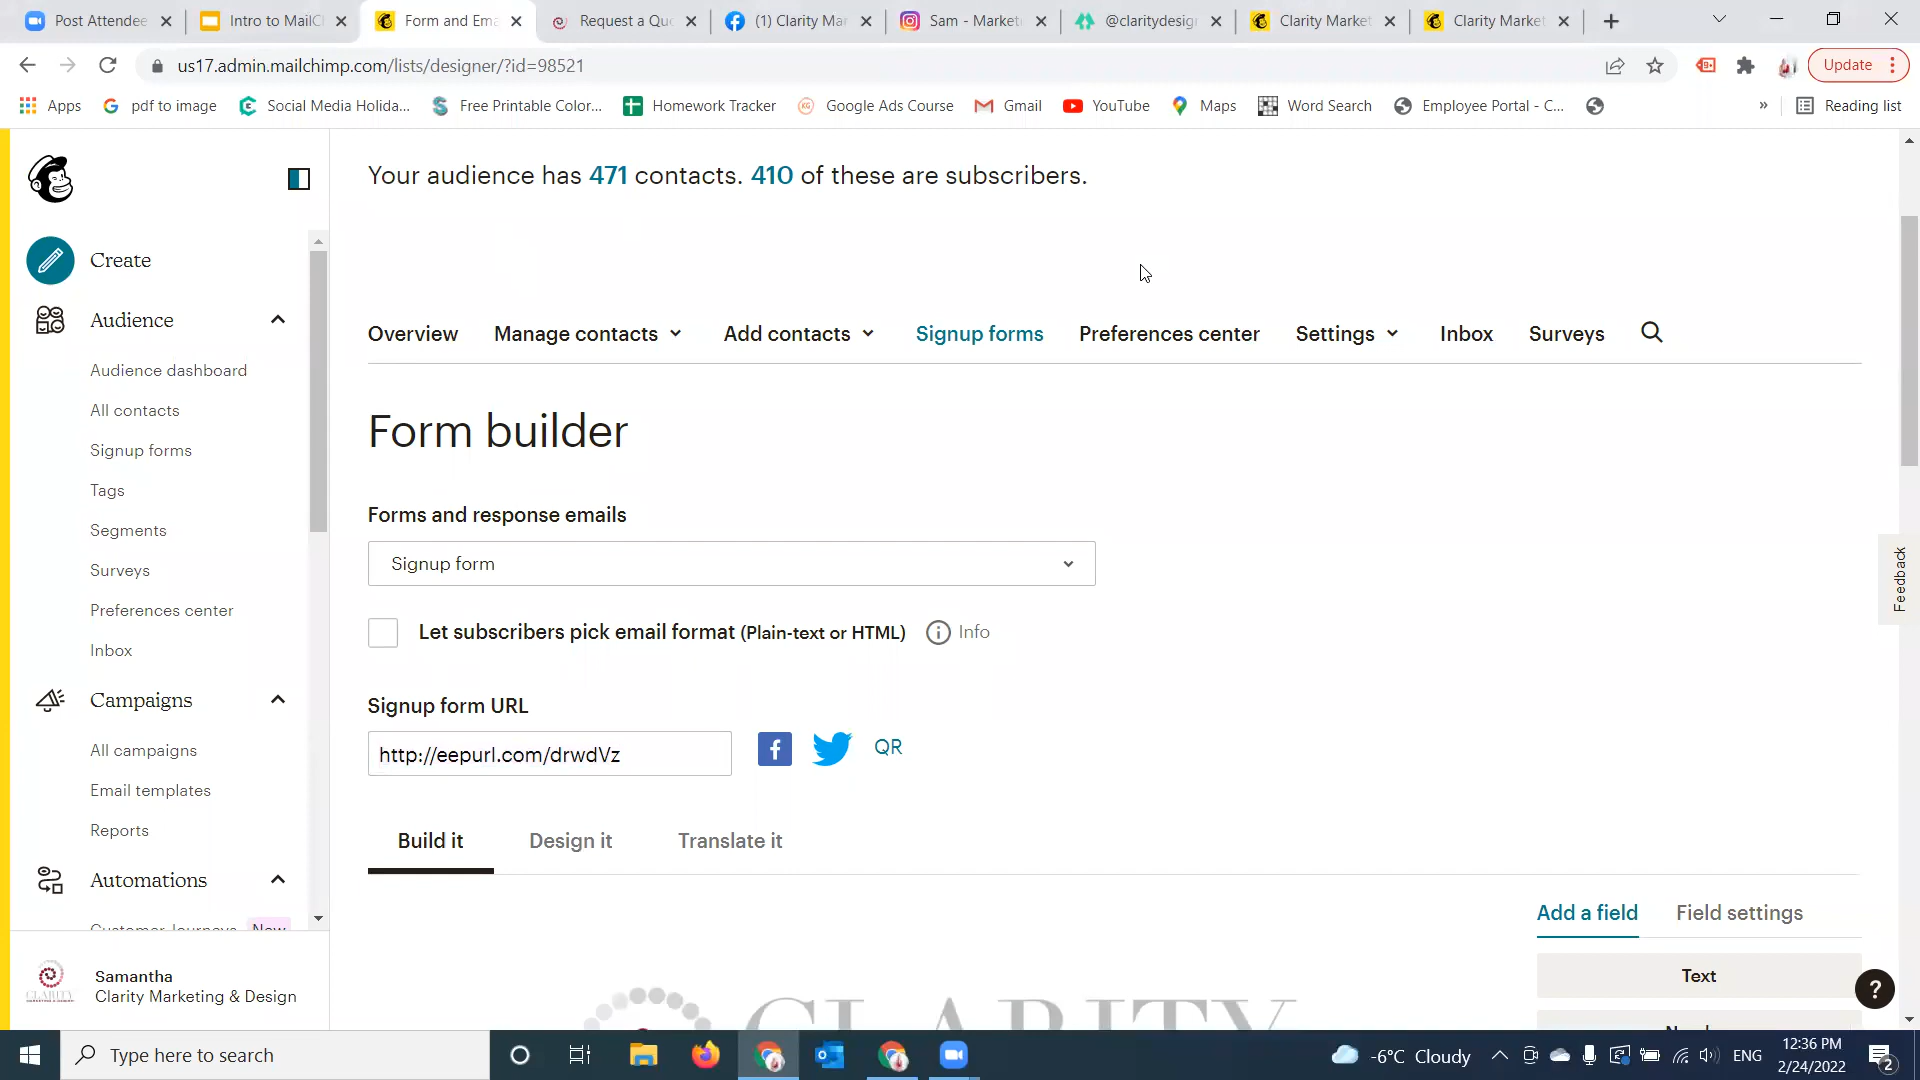 Post Attendee
Intro to MailC
Form and Ema
Request a Qu
(1) Clarity Mar
Sam - Market
@claritydesig
Clarity Market
Clarity Market
us17.admin.mailchimp.com/lists/designer/?id=98521
Update
Apps
pdf to image
Social Media Holida...
Free Printable Color...
Homework Tracker
Google Ads Course
Gmail
YouTube
Maps
Word Search
Employee Portal - C...
»
Reading list
Your audience has 471 contacts. 410 of these are subscribers.
Create
Audience
Audience dashboard
All contacts
Signup forms
Tags
Segments
Surveys
Preferences center
Inbox
Campaigns
All campaigns
Email templates
Reports
Automations
Customer Journeys New
Samantha
Clarity Marketing & Design
Overview
Manage contacts
Add contacts
Signup forms
Preferences center
Settings
Inbox
Surveys
Form builder
Forms and response emails
Signup form
Let subscribers pick email format (Plain-text or HTML)
Info
Signup form URL
http://eepurl.com/drwdVz
QR
Build it
Design it
Translate it
Add a field
Field settings
Text
CLARITY
Feedback
?
Type here to search
-6°C Cloudy
ENG
12:36 PM
2/24/2022
2